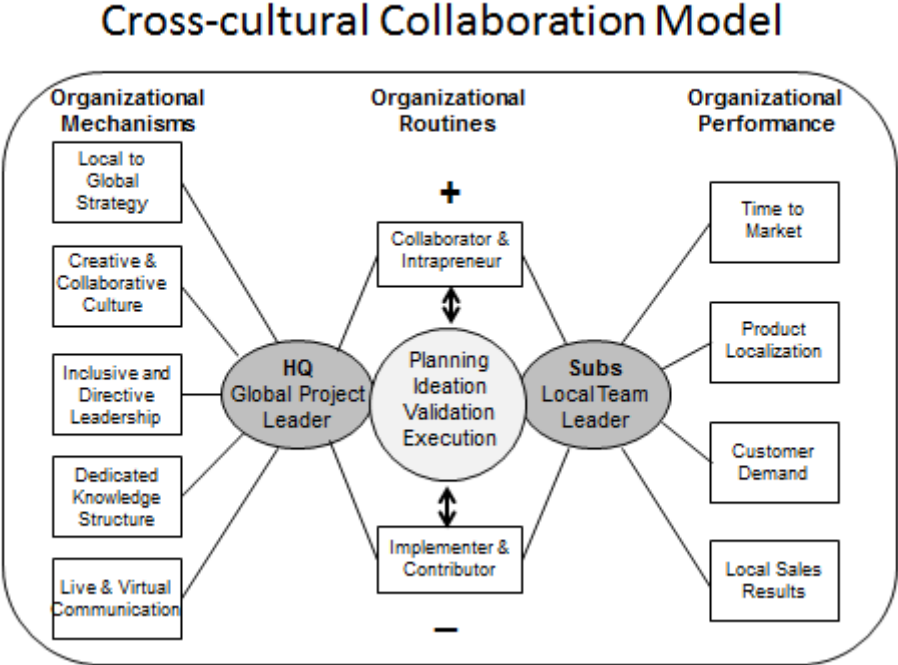 Cross-cultural Collaboration Model
Organizational
Mechanisms
Organizational
Routines
Organizational
Performance
Local to
Global
Strategy
Creative &
Collaborative
Culture
Inclusive and
Directive
Leadership
Dedicated
Knowledge
Structure
Live & Virtual
Communication
HQ
Global Project
Leader
+
Collaborator &
Intrapreneur
Planning
Ideation
Validation
Execution
Implementer &
Contributor
–
Subs
Local Team
Leader
Time to
Market
Product
Localization
Customer
Demand
Local Sales
Results